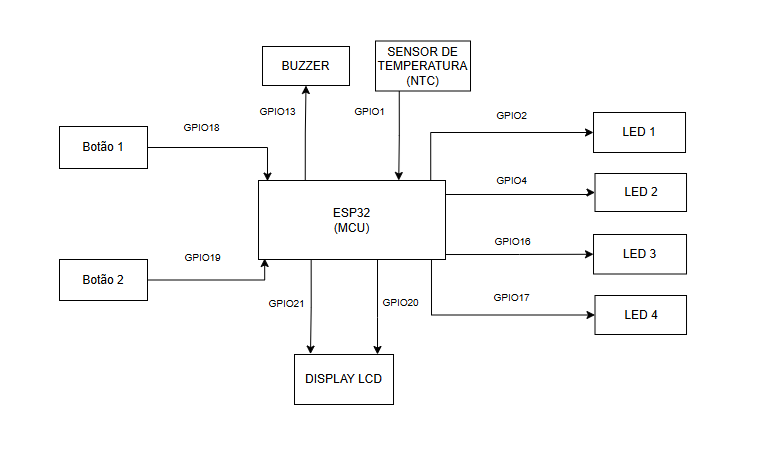 BUZZER
SENSOR DE
TEMPERATURA
(NTC)
GPIO13
GPIO1
GPIO2
GPIO18
LED 1
Botão 1
GPIO4
LED 2
ESP32
(MCU)
GPIO16
LED 3
GPIO19
Botão 2
GPIO21
GPIO20
GPIO17
LED 4
DISPLAY LCD